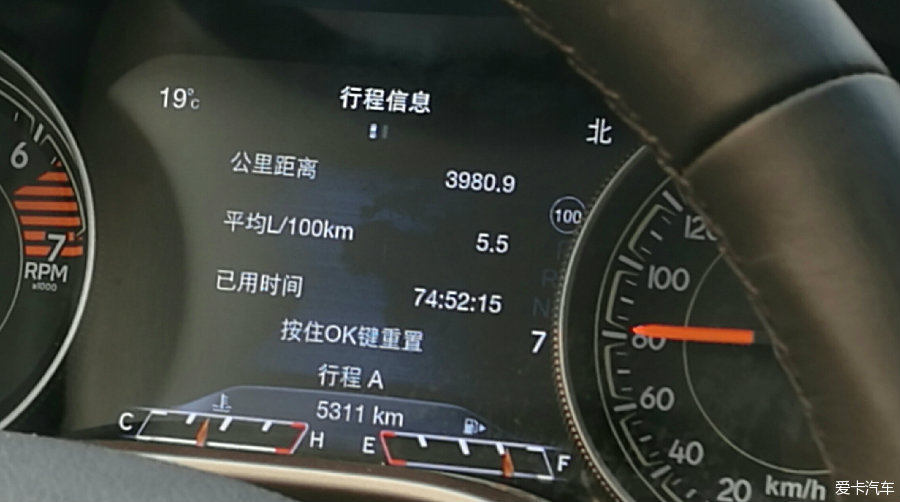 19°C
行程信息
北
公里距离 3980.9
100
平均L/100km 5.5
已用时间 74:52:15
按住OK键重置
7
行程 A
5311 km
C H
E F
6
7
RPM
x1000
120
100
80
60
40
20
km/h
爱卡汽车